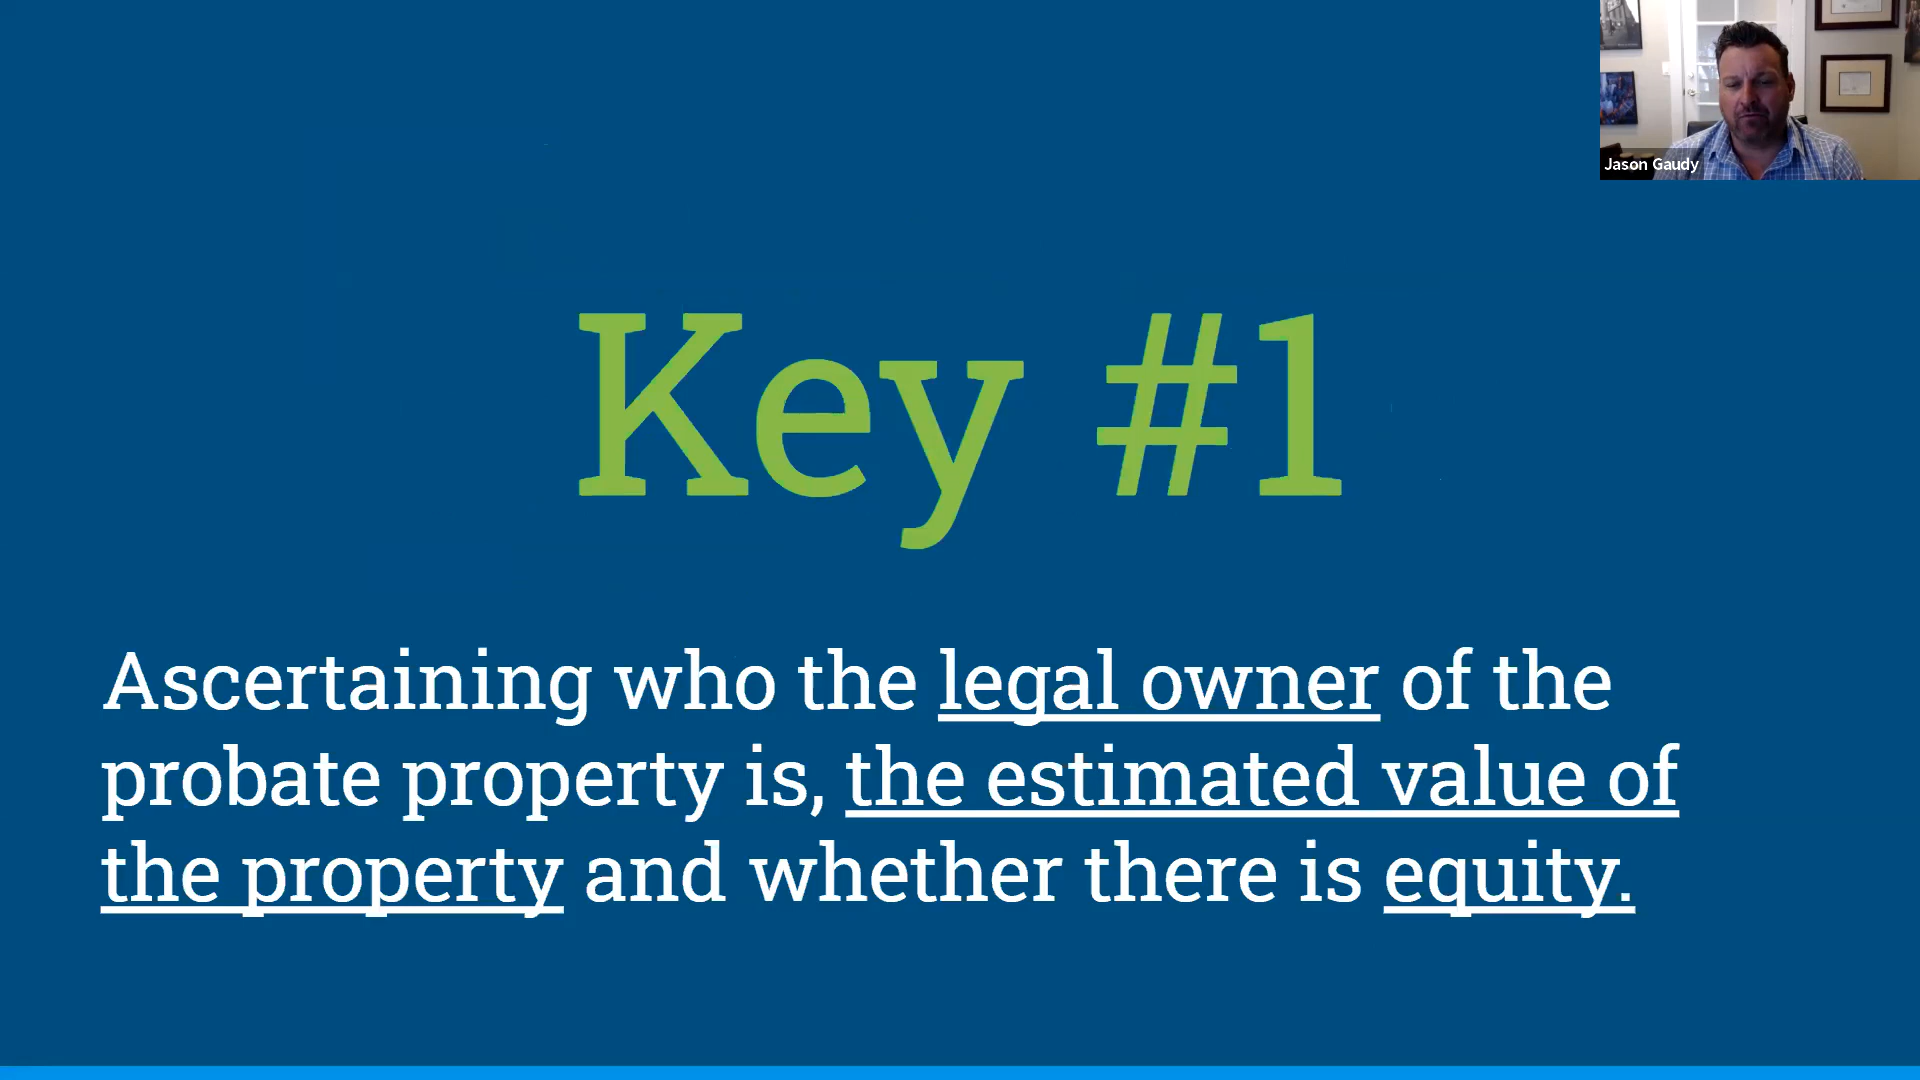 Jason Gaudy
Key #1
Ascertaining who the legal owner of the
probate property is, the estimated value of
the property and whether there is equity.